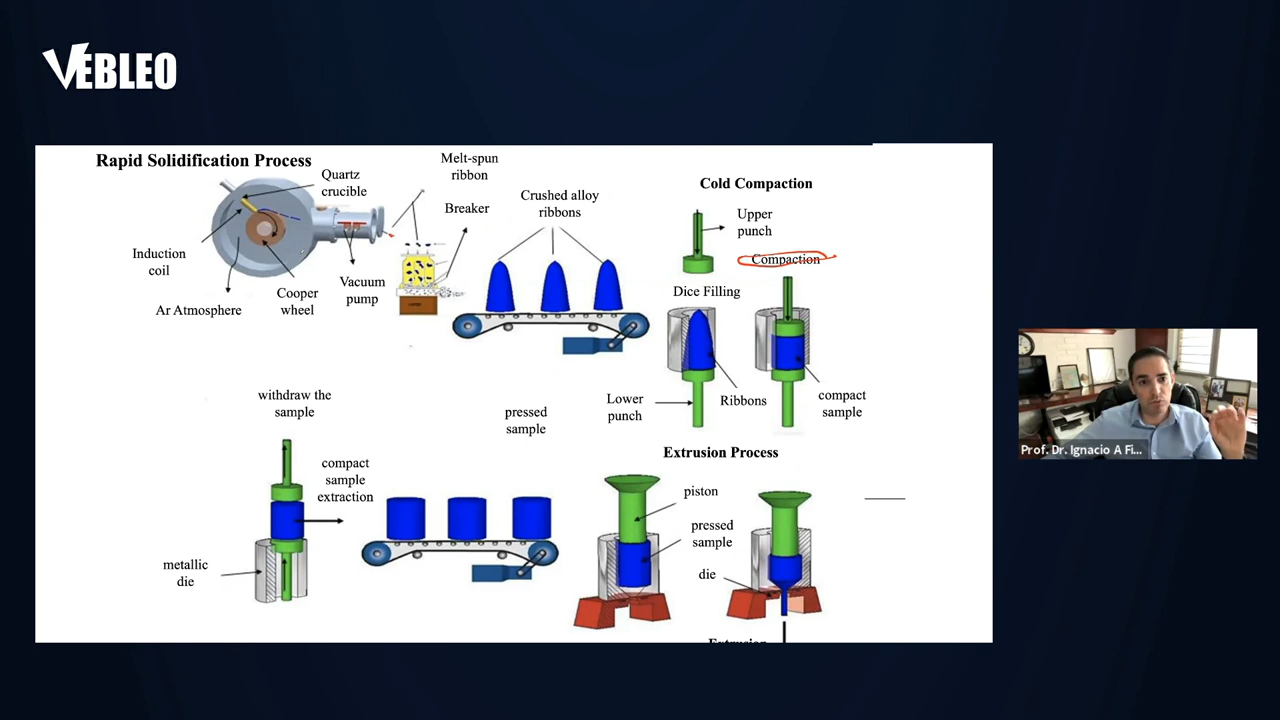 VEBLEO
Rapid Solidification Process
Quartz
crucible
Melt-spun
ribbon
Breaker
Crushed alloy
ribbons
Induction
coil
Ar Atmosphere
Cooper
wheel
Vacuum
pump
Cold Compaction
Upper
punch
Compaction
Dice Filling
Lower
punch
Ribbons
compact
sample
withdraw the
sample
compact
sample
extraction
metallic
die
pressed
sample
Extrusion Process
piston
pressed
sample
die
Extrusion
Prof. Dr. Ignacio A Fi...